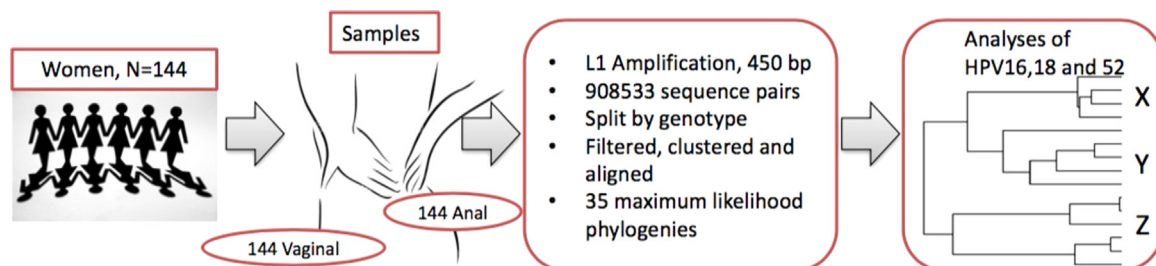 Women, N=144
Samples
144 Vaginal
144 Anal
• L1 Amplification, 450 bp
• 908533 sequence pairs
• Split by genotype
• Filtered, clustered and
aligned
• 35 maximum likelihood
phylogenies
Analyses of
HPV16,18 and 52
X
Y
Z